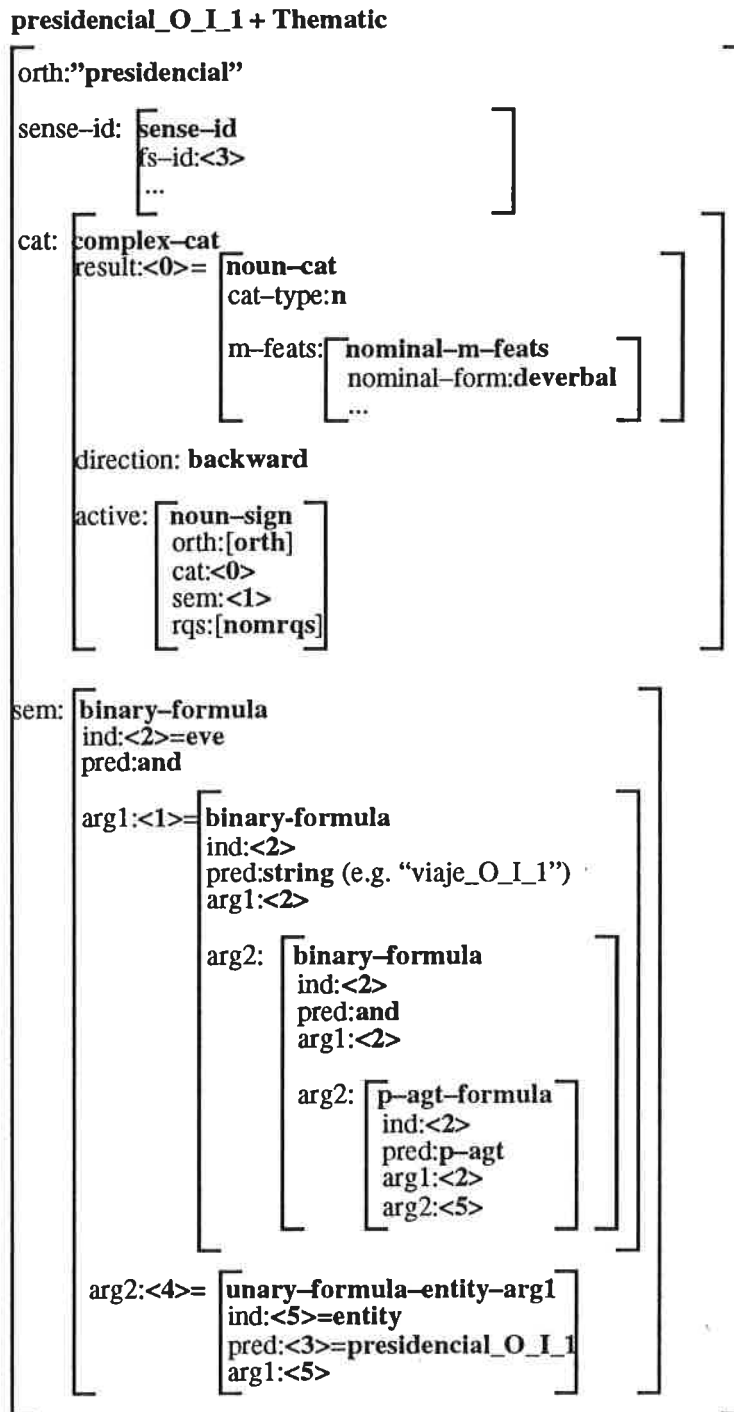 presidencial_O_I_1 + Thematic
orth:”presidencial”
sense–id: sense–id
fs–id:<3>
...
cat: complex–cat
result:<0>= noun–cat
cat–type:n
m–feats: nominal–m–feats
nominal–form:deverbal
...
direction: backward
active: noun–sign
orth:[orth]
cat:<0>
sem:<1>
rqs:[nomrqs]
sem: binary–formula
ind:<2>=eve
pred:and
arg1:<1>= binary-formula
ind:<2>
pred:string (e.g. “viaje_O_I_1”)
arg1:<2>
arg2: binary–formula
ind:<2>
pred:and
arg1:<2>
arg2: p–agt–formula
ind:<2>
pred:p–agt
arg1:<2>
arg2:<5>
arg2:<4>= unary–formula–entity–arg1
ind:<5>=entity
pred:<3>=presidencial_O_I_1
arg1:<5>